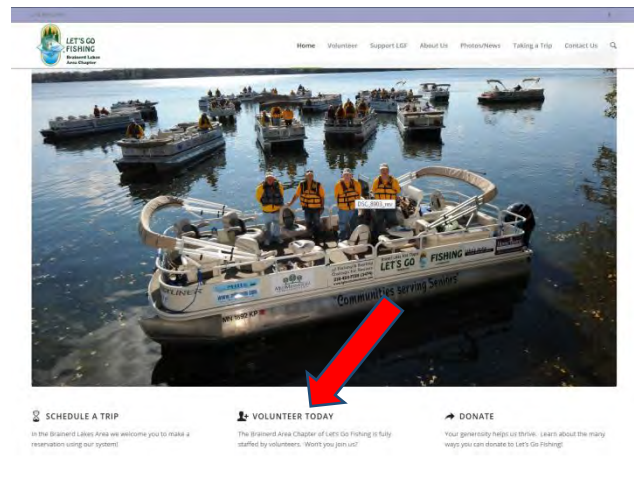 LET'S GO
FISHING
Brainerd Lakes
Area Chapter
Home Volunteer Support LGF About Us Photos/News Taking a Trip Contact Us
DSC_8903_res
LET'S GO FISHING
Communities serving Seniors
SCHEDULE A TRIP
In the Brainerd Lakes Area we welcome you to make a
reservation using our system!
VOLUNTEER TODAY
The Brainerd Area Chapter of Let's Go Fishing is fully
staffed by volunteers. Won't you join us?
DONATE
Your generosity helps us thrive. Learn about the many
ways you can donate to Let's Go Fishing!